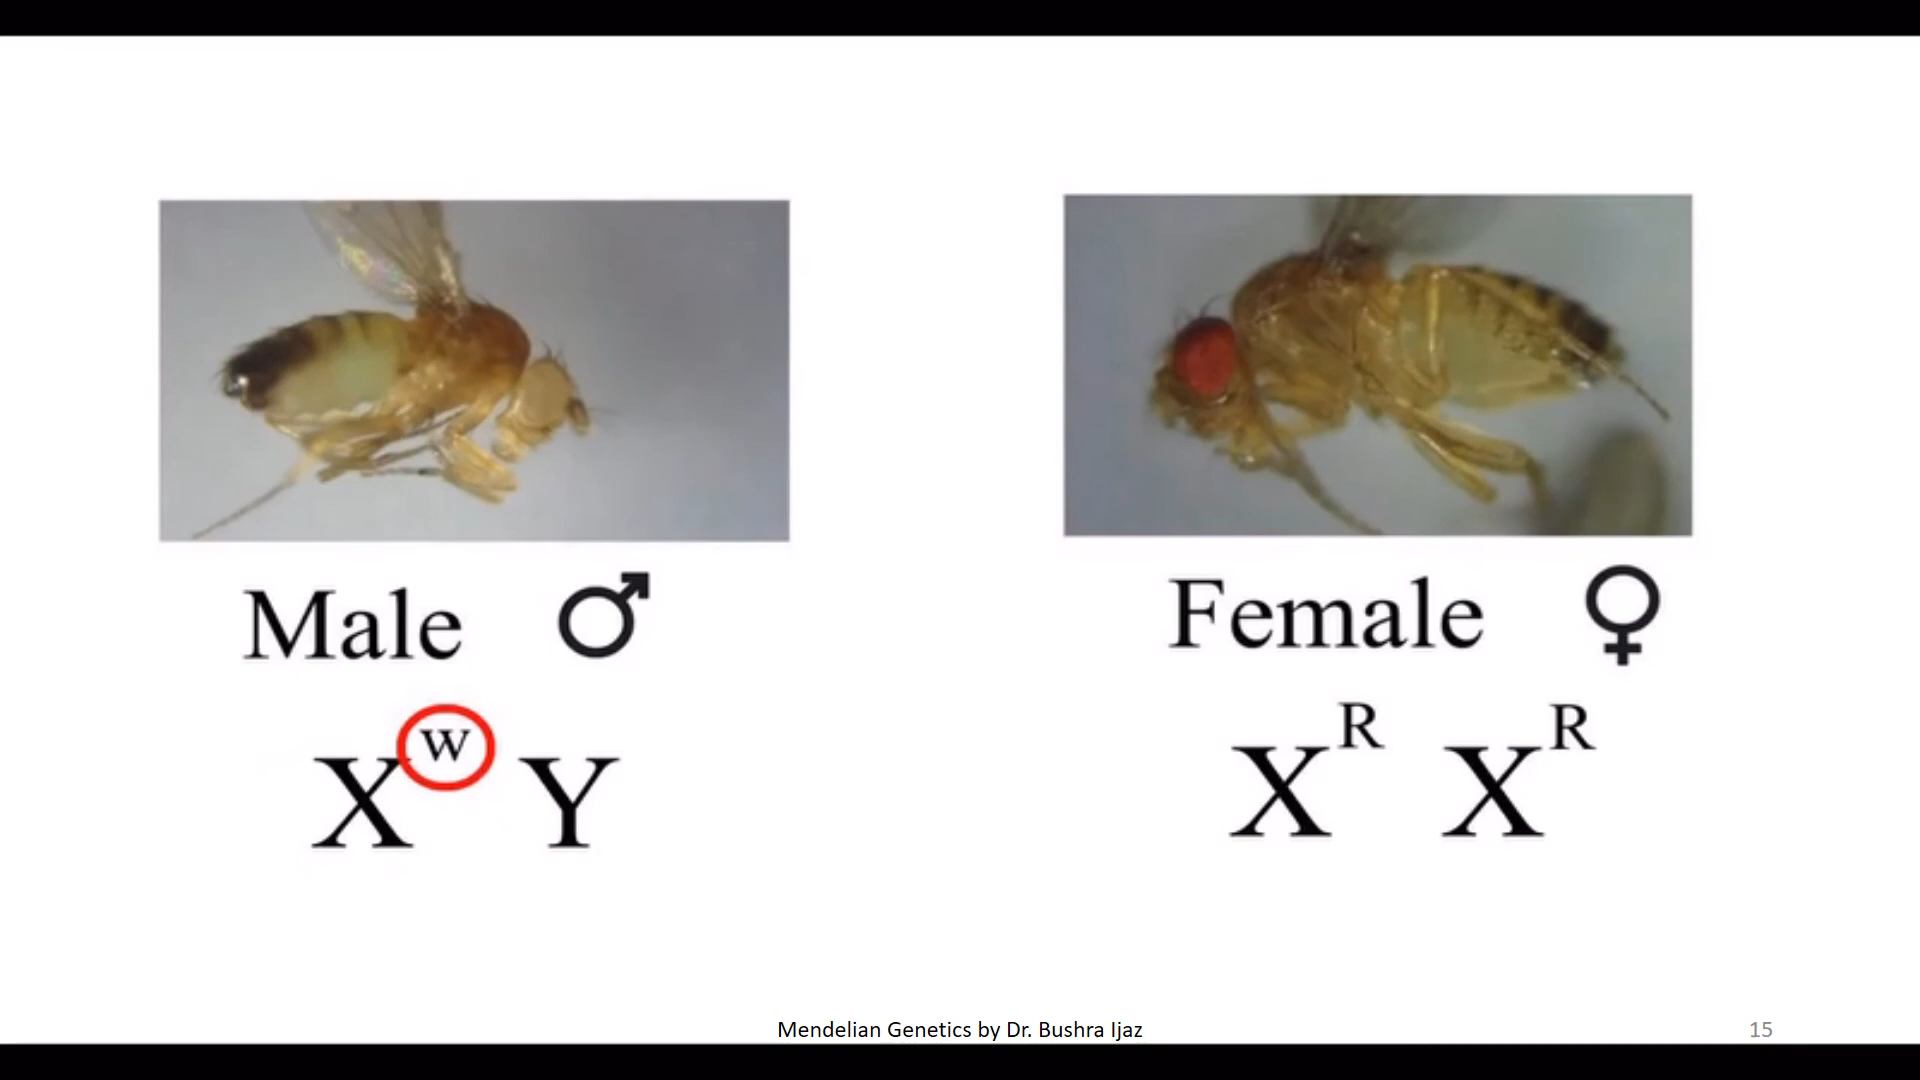 Male ♂
Female ♀
X^w Y
X^R X^R
Mendelian Genetics by Dr. Bushra Ijaz
15